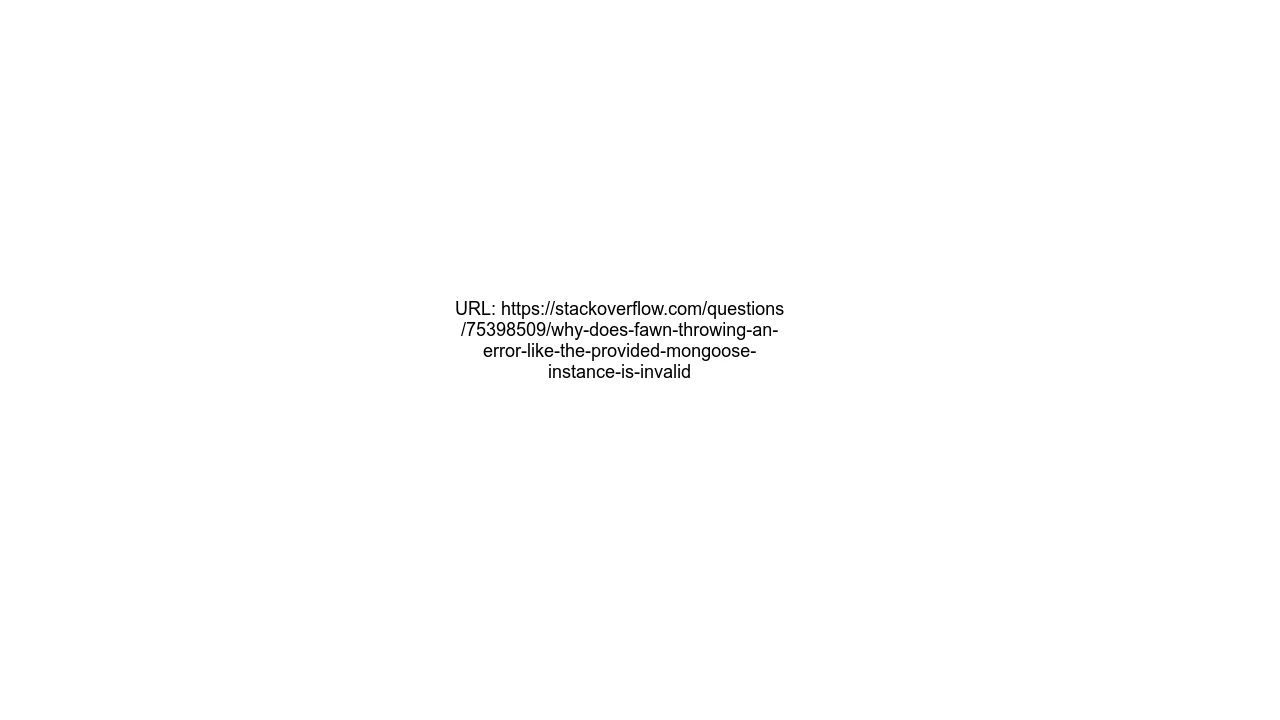 URL: https://stackoverflow.com/questions
/75398509/why-does-fawn-throwing-an-
error-like-the-provided-mongoose-
instance-is-invalid